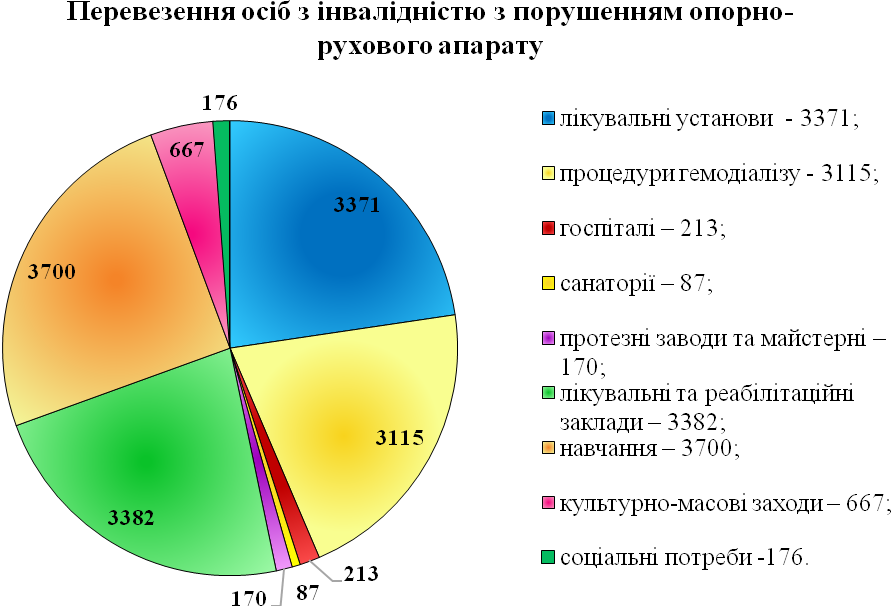 Перевезення осіб з інвалідністю з порушенням опорно-
рухового апарату
176
667
3371
3700
3115
3382
213
87
170
лікувальні установи - 3371;
процедури гемодіалізу - 3115;
госпіталі – 213;
санаторії – 87;
протезні заводи та майстерні –
170;
лікувальні та реабілітаційні
заклади – 3382;
навчання – 3700;
культурно-масові заходи – 667;
соціальні потреби -176.